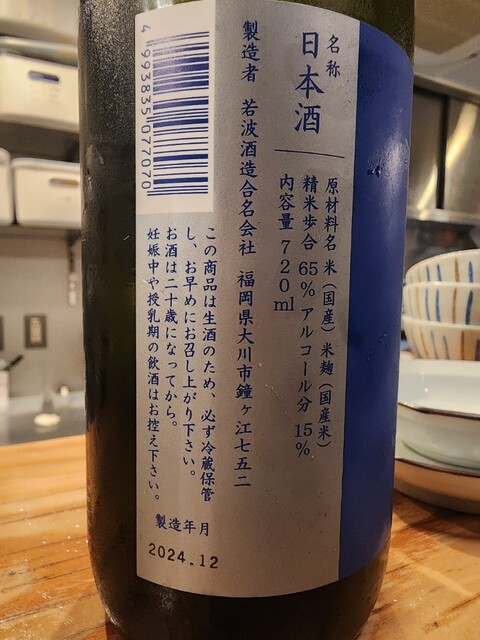 名称
日本酒
原材料名 米(国産)米麹(国産米)
精米歩合 65% アルコール分 15%
内容量 720ml
製造者 若波酒造合名会社 福岡県大川市鐘ヶ江七五二
この商品は生酒のため、必ず冷蔵保管
し、お早めにお召し上がり下さい。
お酒は二十歳になってから。
妊娠中や授乳期の飲酒はお控え下さい。
4 993835 077070
製造年月
2024.12